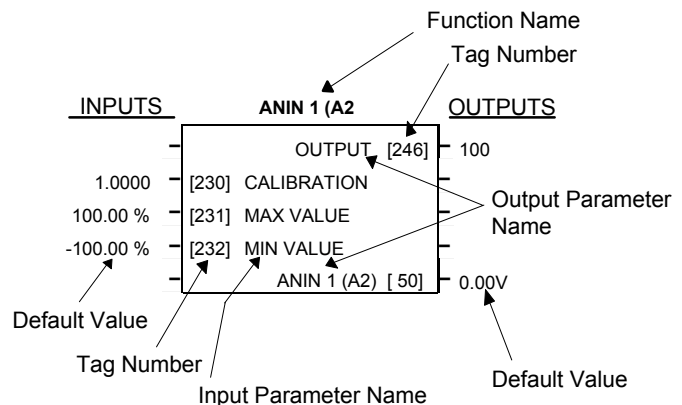 Function Name
Tag Number
INPUTS
ANIN 1 (A2
OUTPUTS
OUTPUT [246] 100
1.0000 [230] CALIBRATION
100.00 % [231] MAX VALUE
-100.00 % [232] MIN VALUE
ANIN 1 (A2) [ 50] 0.00V
Output Parameter
Name
Default Value
Tag Number
Input Parameter Name
Default Value